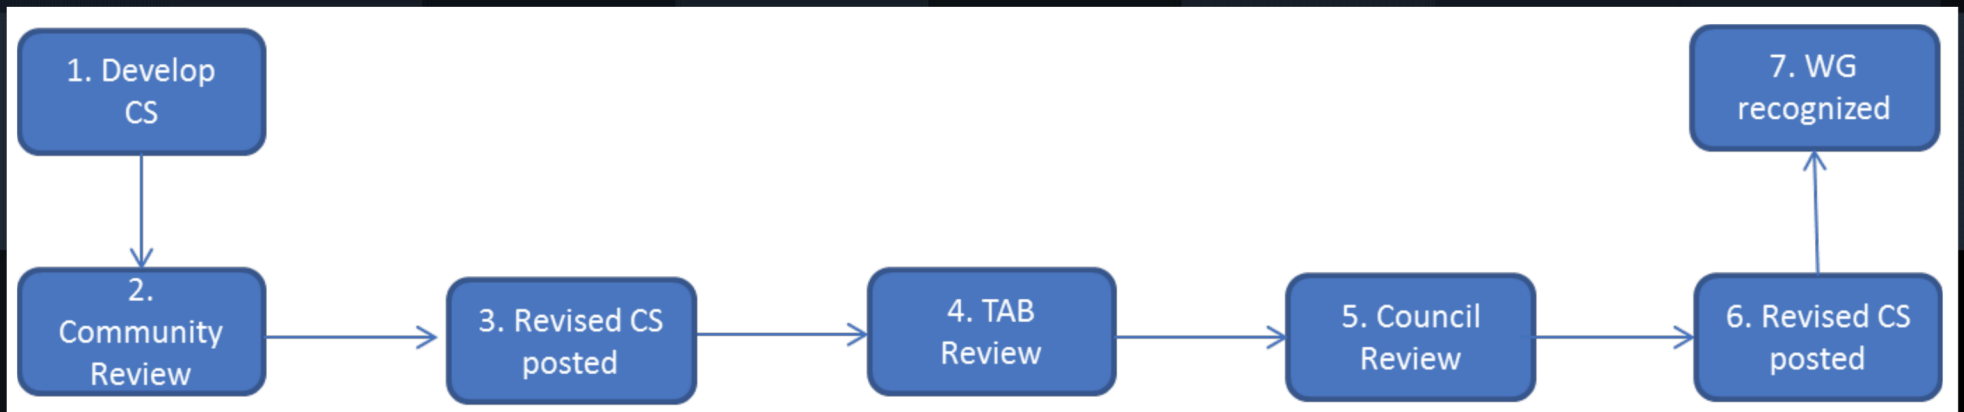 1. Develop
CS
2.
Community
Review
3. Revised CS
posted
4. TAB
Review
5. Council
Review
6. Revised CS
posted
7. WG
recognized